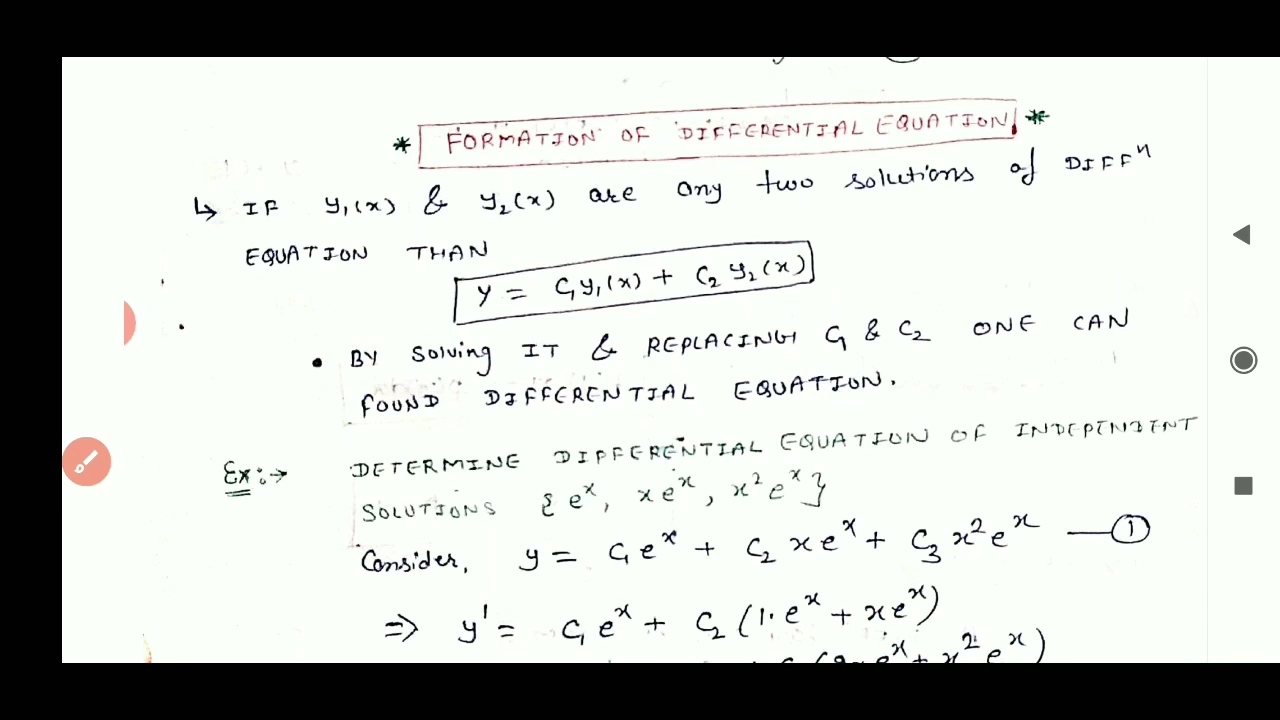 * FORMATION OF DIFFERENTIAL EQUATION *
↳ IF y₁(x) & y₂(x) are any two solutions of DIFFⁿ
EQUATION THAN
y = C₁y₁(x) + C₂y₂(x)
• BY Solving IT & REPLACING C₁ & C₂ ONE CAN
FOUND DIFFERENTIAL EQUATION.
Ex:→ DETERMINE DIFFERENTIAL EQUATION OF INDEPENDENT
SOLUTIONS {eˣ, xeˣ, x²eˣ}
Consider, y = C₁eˣ + C₂xeˣ + C₃x²eˣ —①
⇒ y' = C₁eˣ + C₂(1·eˣ + xeˣ)
eˣ + x²eˣ)